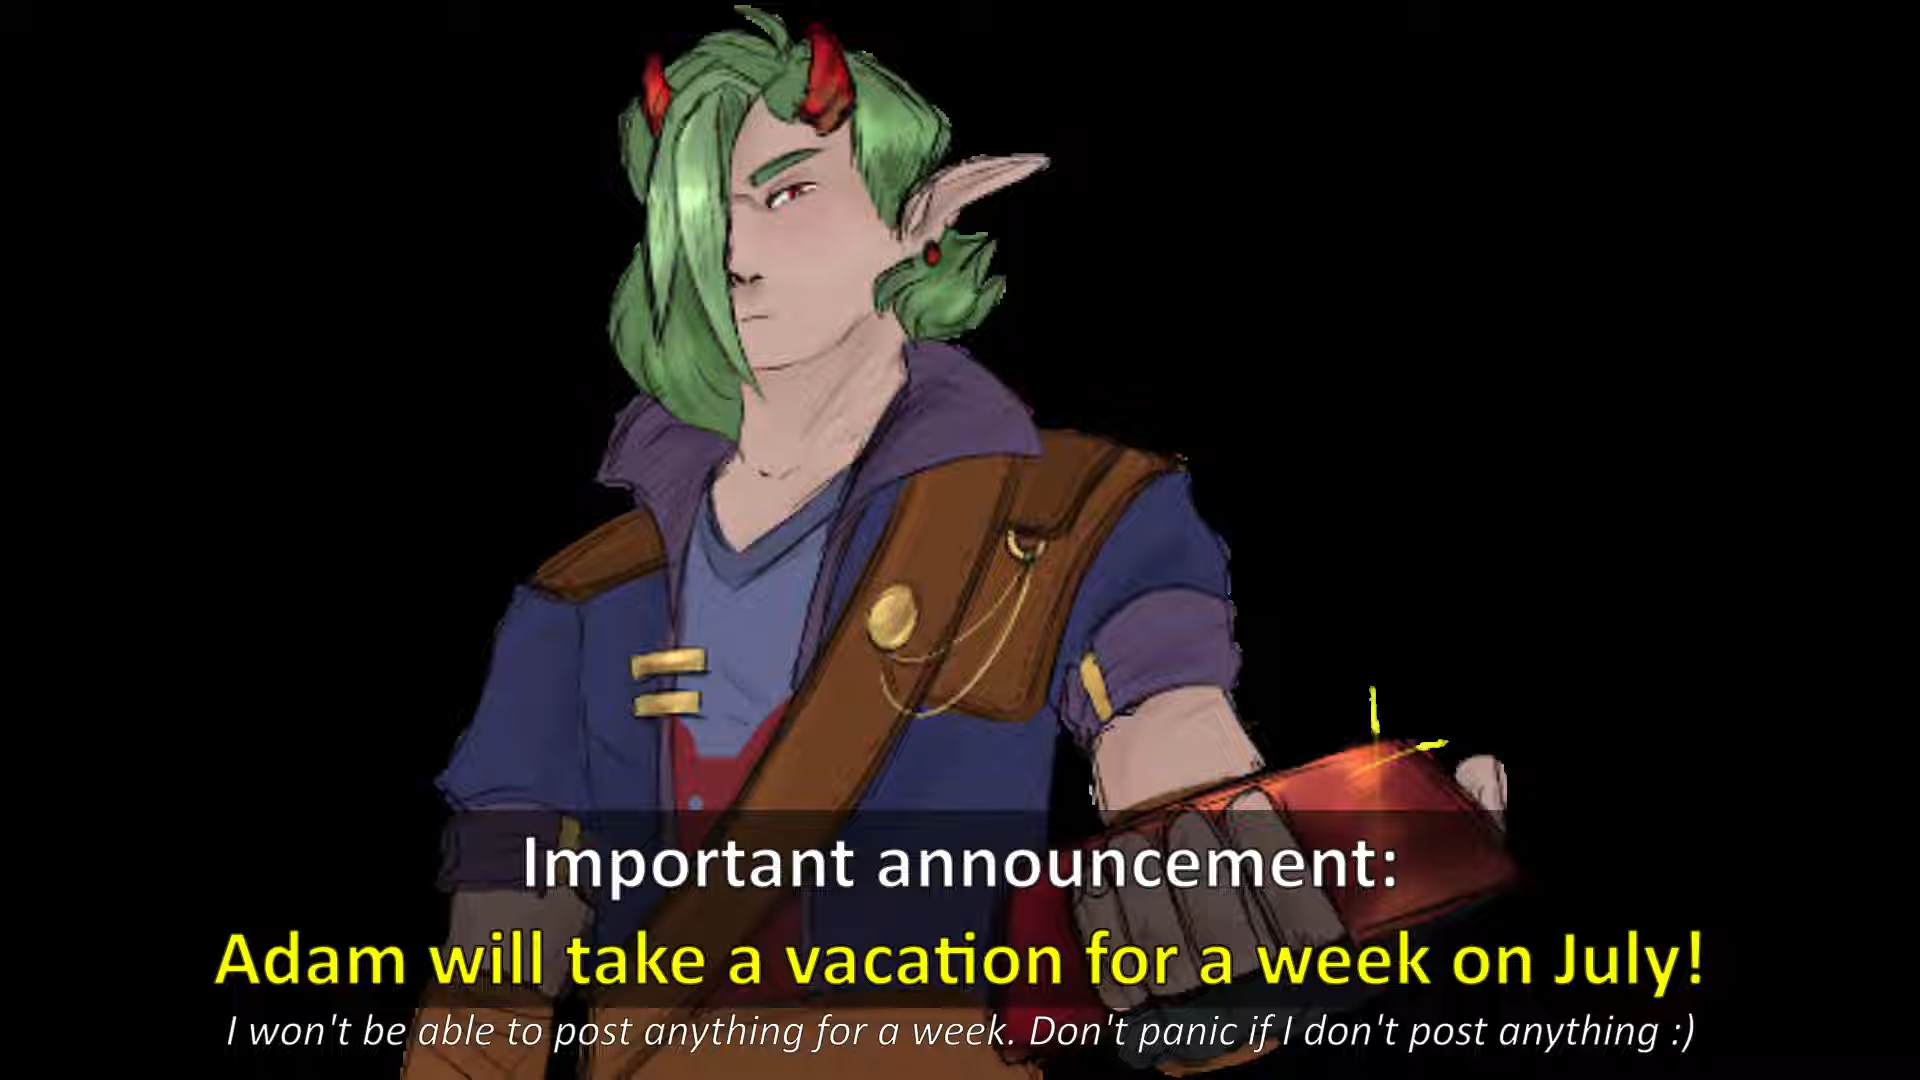 Important announcement:
Adam will take a vacation for a week on July!
I won't be able to post anything for a week. Don't panic if I don't post anything :)